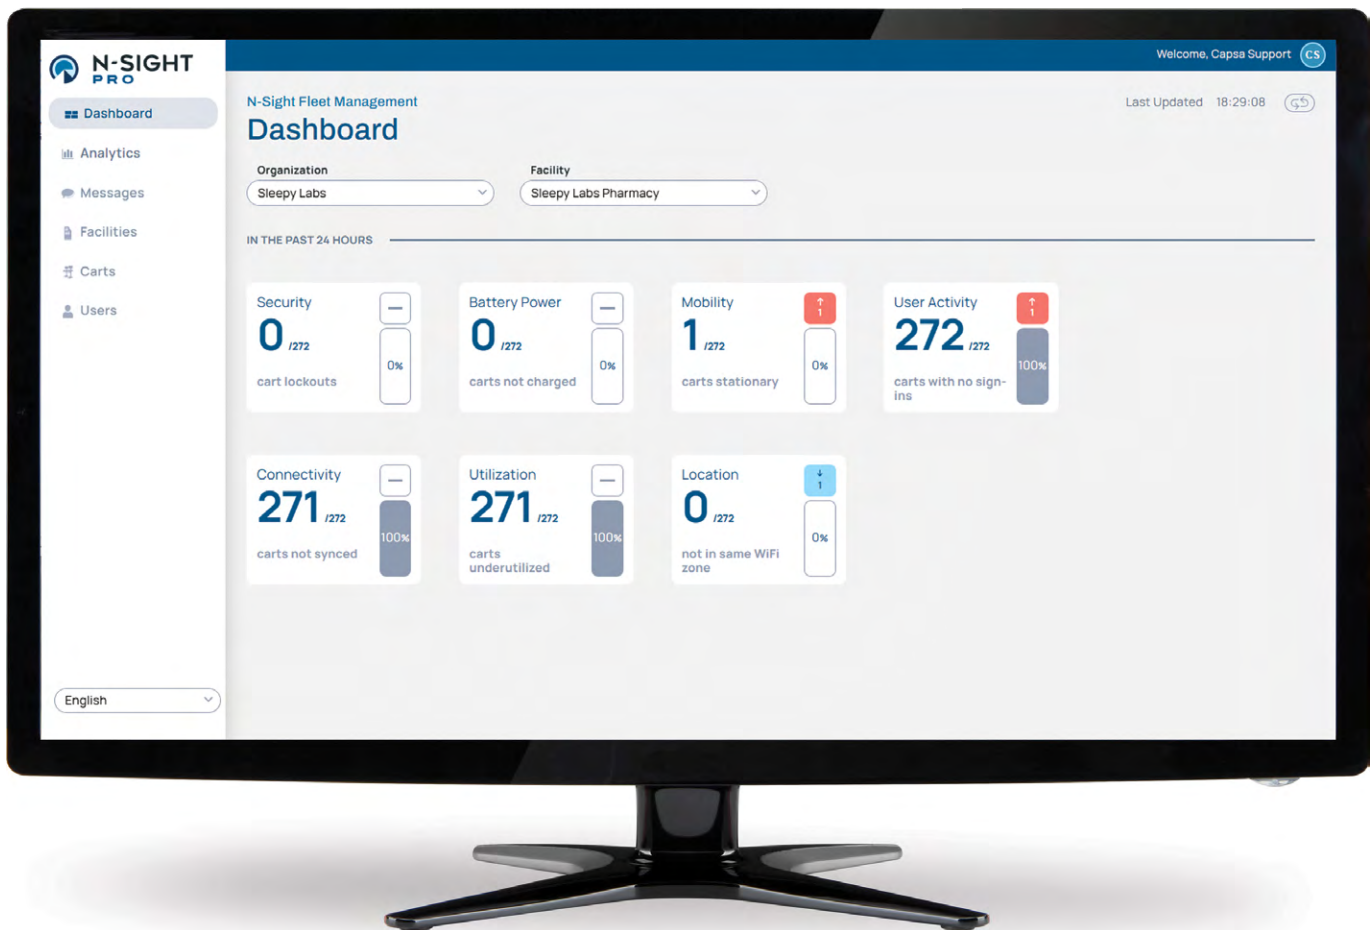 N-SIGHT
PRO
Welcome, Capsa Support CS
Dashboard
Analytics
Messages
Facilities
Carts
Users
English
N-Sight Fleet Management
Dashboard
Last Updated 18:29:08
Organization
Sleepy Labs
Facility
Sleepy Labs Pharmacy
IN THE PAST 24 HOURS
Security
0 /272
cart lockouts
—
0%
Battery Power
0 /272
carts not charged
—
0%
Mobility
1 /272
carts stationary
↑
1
0%
User Activity
272 /272
carts with no sign-
ins
↑
1
100%
Connectivity
271 /272
carts not synced
—
100%
Utilization
271 /272
carts
underutilized
—
100%
Location
0 /272
not in same WiFi
zone
↓
1
0%